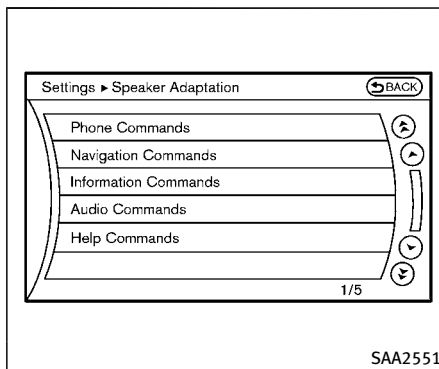 Settings ▸ Speaker Adaptation
BACK
Phone Commands
Navigation Commands
Information Commands
Audio Commands
Help Commands
1/5
SAA2551